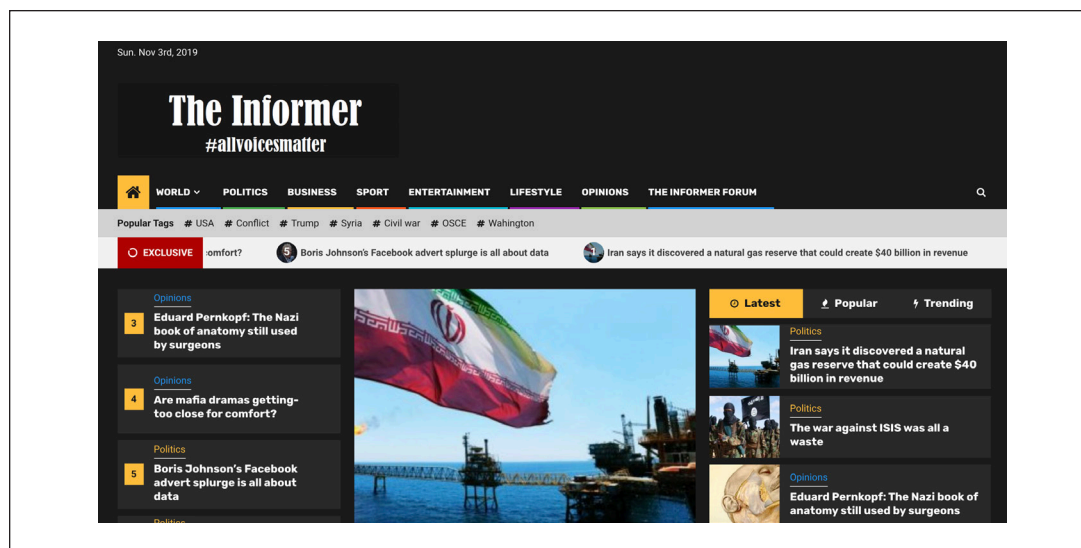 Sun. Nov 3rd, 2019
The Informer
#allvoicesmatter
WORLD POLITICS BUSINESS SPORT ENTERTAINMENT LIFESTYLE OPINIONS THE INFORMER FORUM
Popular Tags # USA # Conflict # Trump # Syria # Civil war # OSCE # Wahington
EXCLUSIVE omfort? 5 Boris Johnson's Facebook advert splurge is all about data 1 Iran says it discovered a natural gas reserve that could create $40 billion in revenue
Opinions
3
Eduard Pernkopf: The Nazi
book of anatomy still used
by surgeons
Opinions
4
Are mafia dramas getting-
too close for comfort?
Politics
5
Boris Johnson's Facebook
advert splurge is all about
data
Politics
Latest Popular Trending
Politics
Iran says it discovered a natural
gas reserve that could create $40
billion in revenue
Politics
The war against ISIS was all a
waste
Opinions
Eduard Pernkopf: The Nazi book of
anatomy still used by surgeons